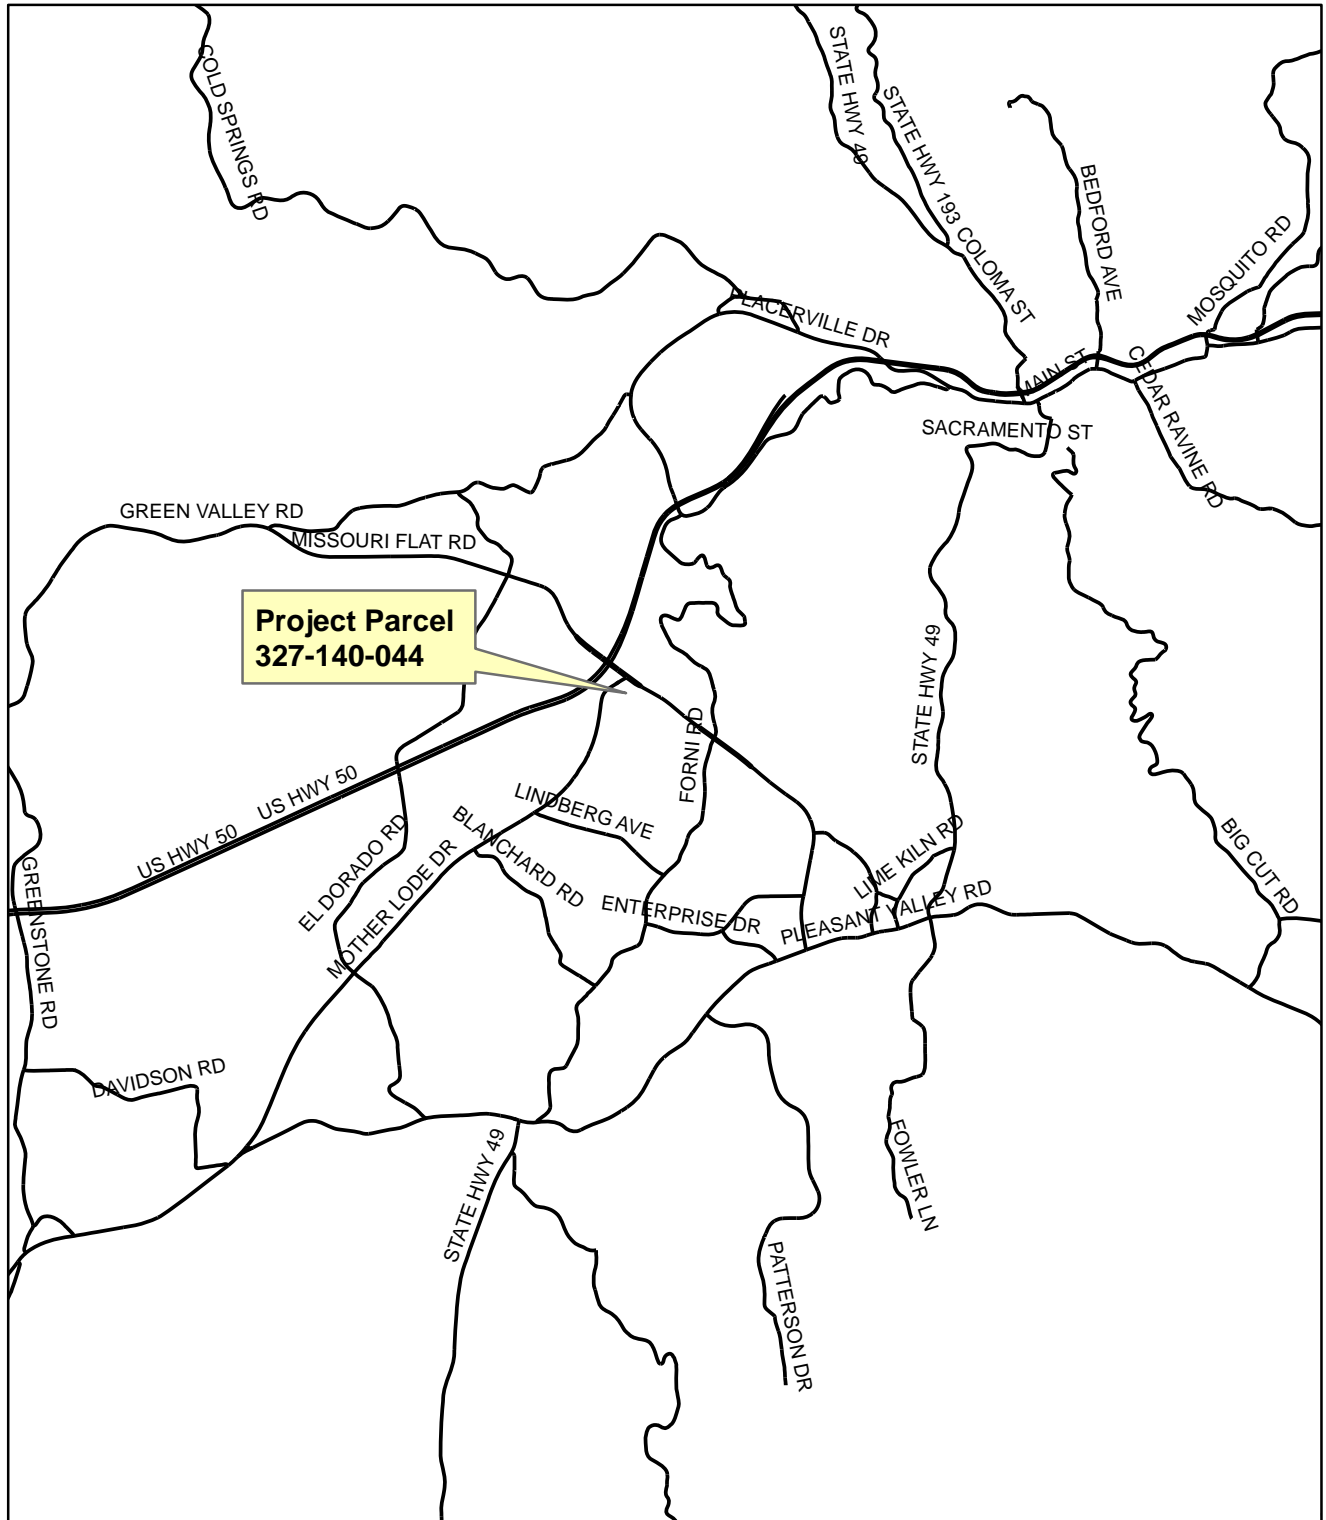 COLD SPRINGS RD
STATE HWY 49
STATE HWY 193
COLOMA ST
BEDFORD AVE
MOSQUITO RD
PLACERVILLE DR
MAIN ST
CEDAR RAVINE RD
SACRAMENTO ST
GREEN VALLEY RD
MISSOURI FLAT RD
Project Parcel
327-140-044
STATE HWY 49
FORNI RD
US HWY 50
US HWY 50
LINDBERG AVE
BLANCHARD RD
EL DORADO RD
MOTHER LODE DR
LIME KILN RD
BIG CUT RD
GREENSTONE RD
ENTERPRISE DR
PLEASANT VALLEY RD
DAVIDSON RD
STATE HWY 49
FOWLER LN
PATTERSON DR